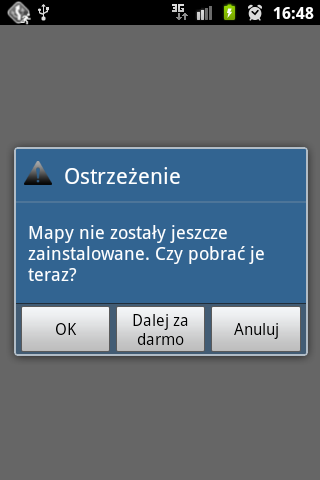 3G 16:48
Ostrzeżenie
Mapy nie zostały jeszcze
zainstalowane. Czy pobrać je
teraz?
OK
Dalej za
darmo
Anuluj